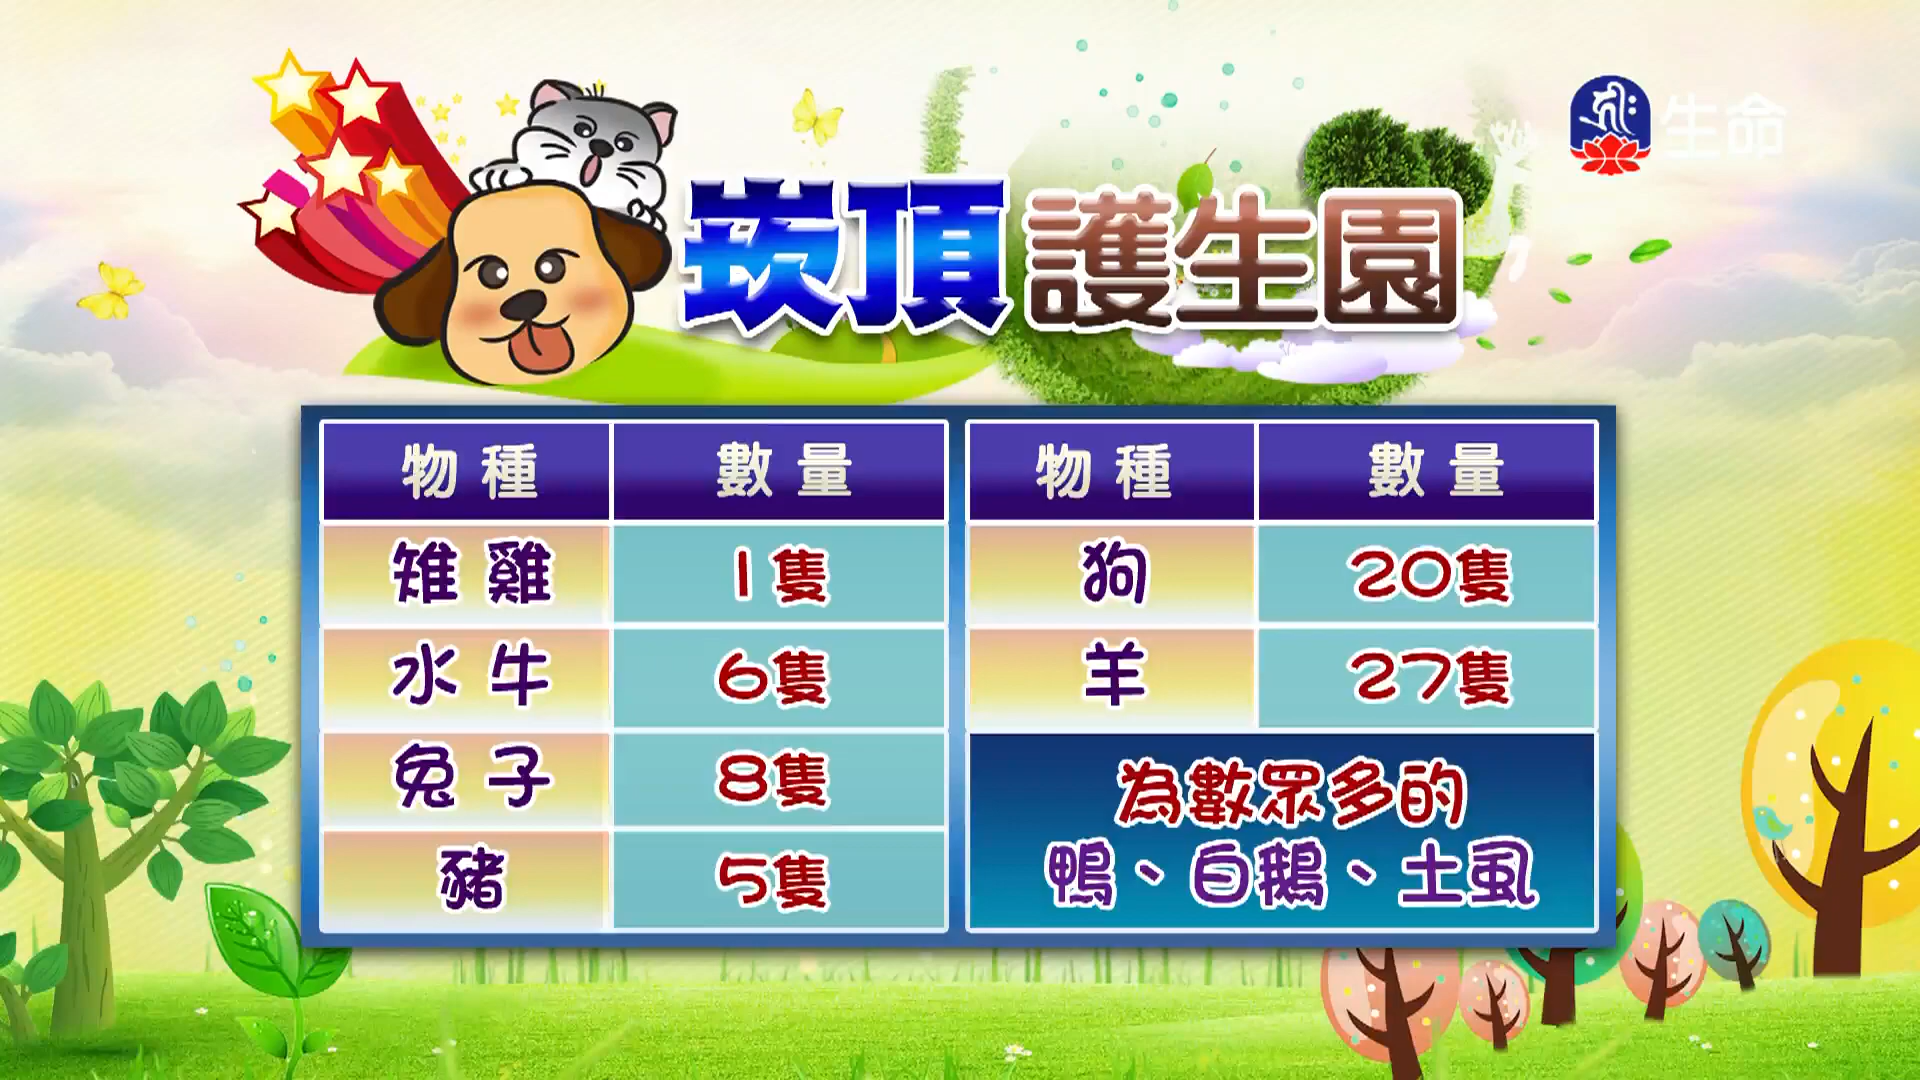 生命
崁頂護生園
物種 數量
雉雞 1隻
水牛 6隻
兔子 8隻
豬 5隻
物種 數量
狗 20隻
羊 27隻
為數眾多的
鴨、白鵝、土虱